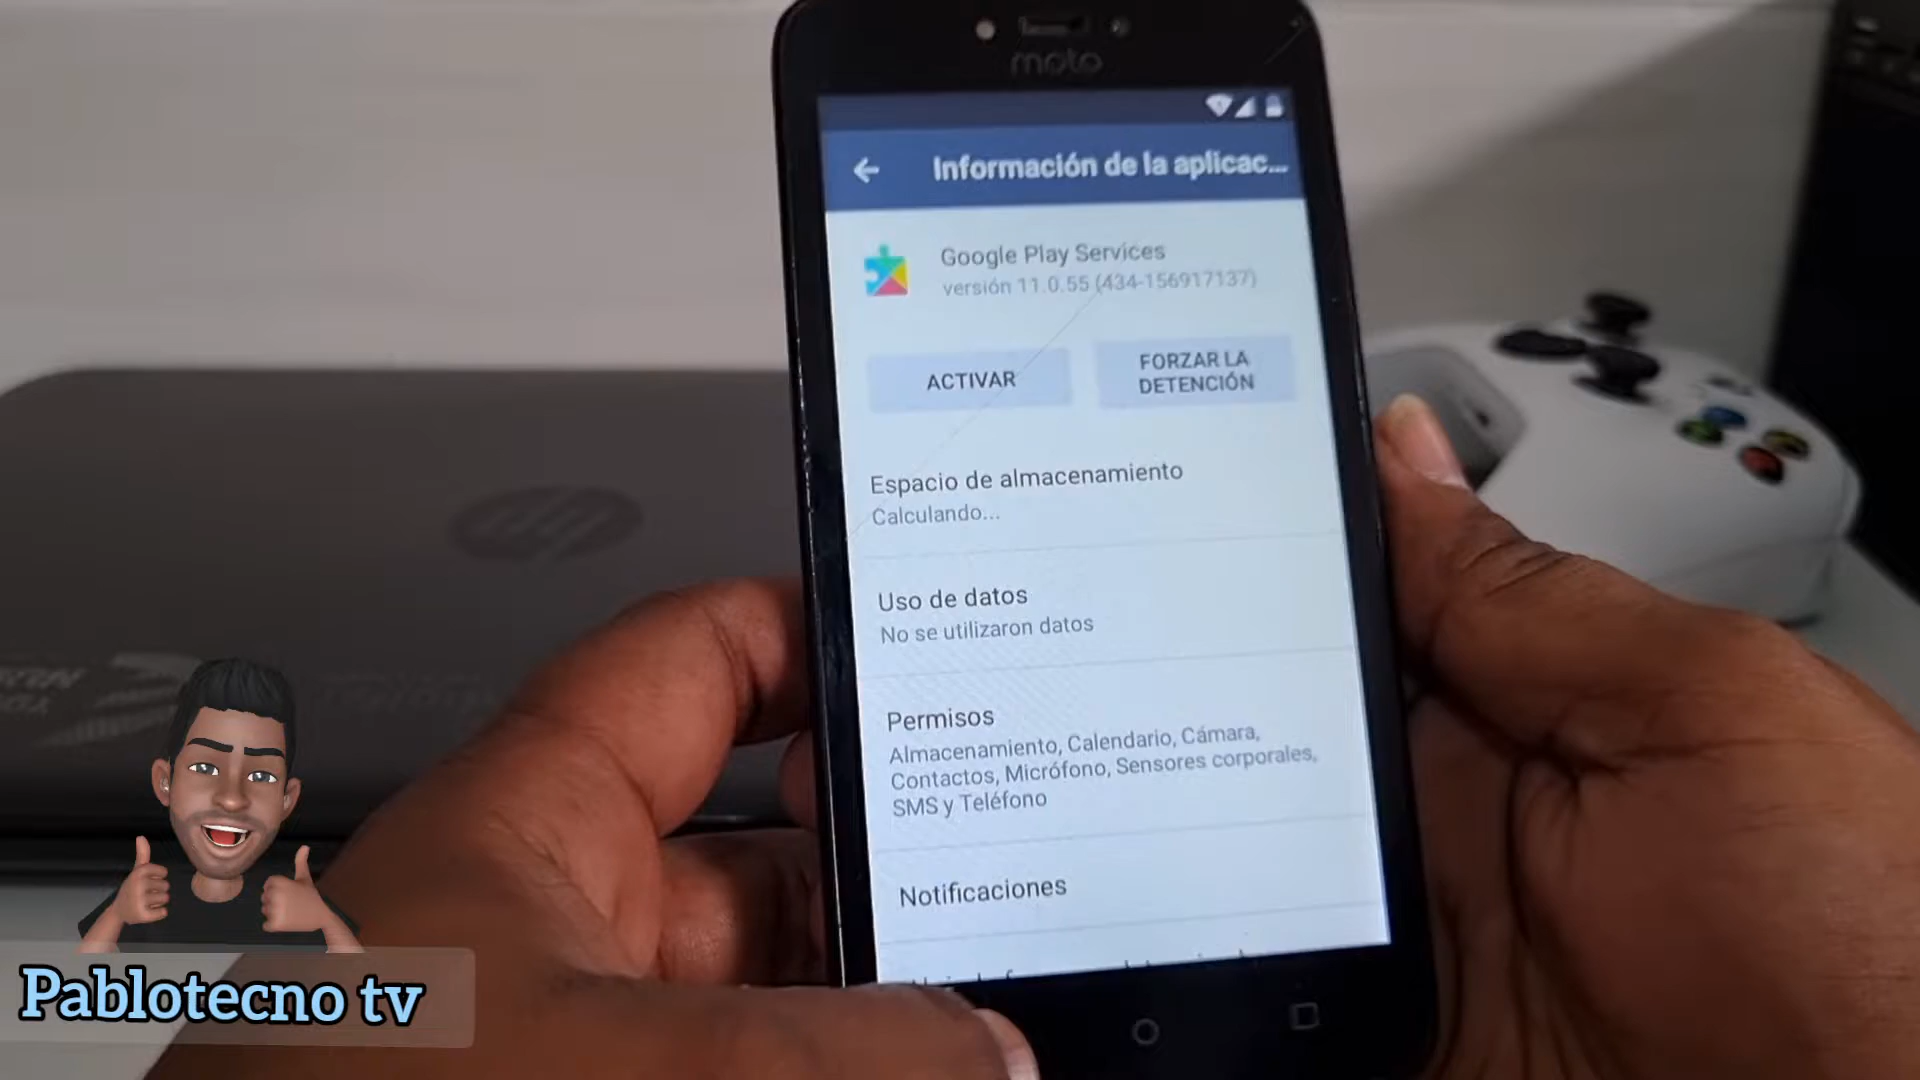 moto
Información de la aplicac...
Google Play Services
versión 11.0.55 (434-156917137)
ACTIVAR
FORZAR LA
DETENCIÓN
Espacio de almacenamiento
Calculando...
Uso de datos
No se utilizaron datos
Permisos
Almacenamiento, Calendario, Cámara,
Contactos, Micrófono, Sensores corporales,
SMS y Teléfono
Notificaciones
hp
Pablotecno tv